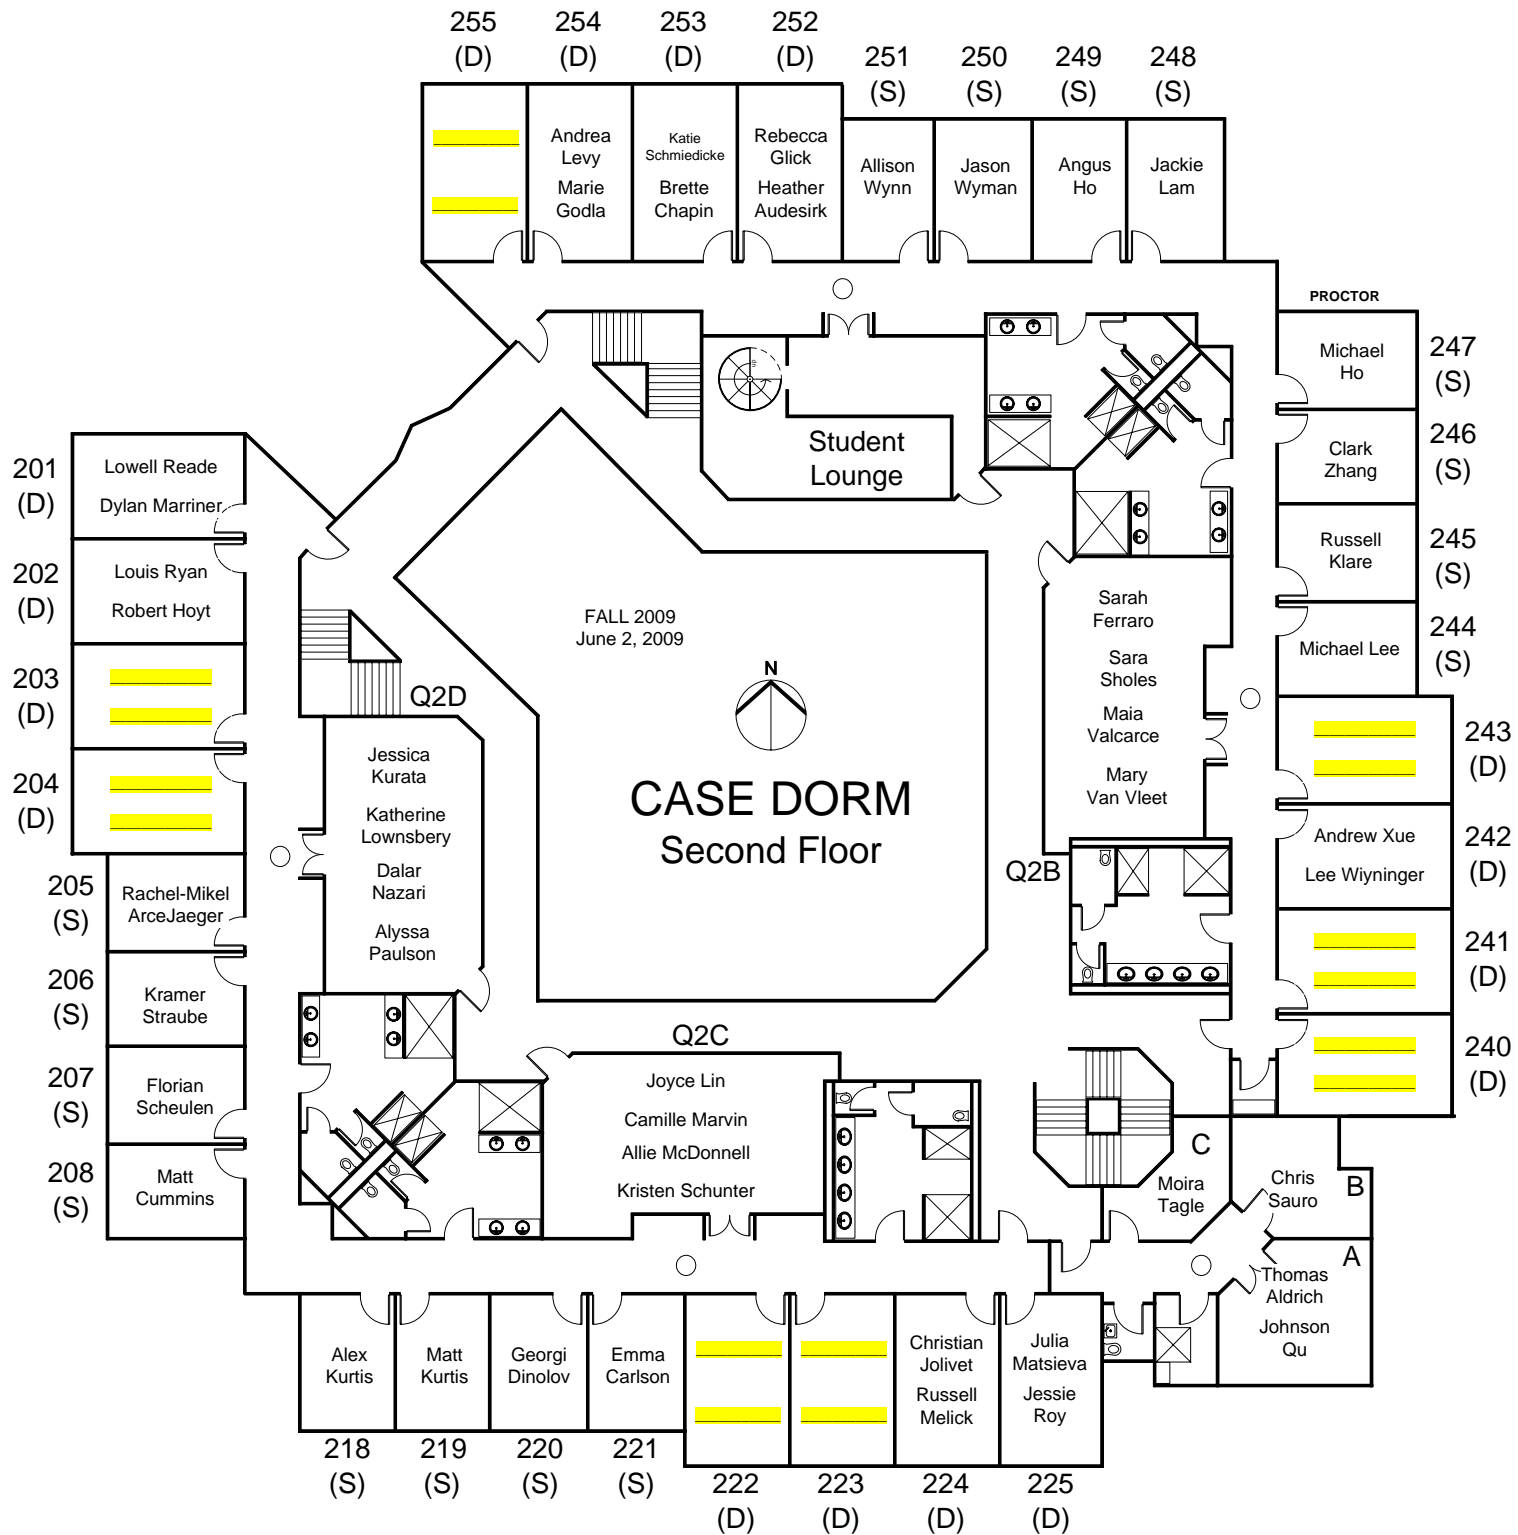 255
(D)
254
(D)
253
(D)
252
(D)
251
(S)
250
(S)
249
(S)
248
(S)
Andrea
Levy
Marie
Godla
Katie
Schmiedicke
Brette
Chapin
Rebecca
Glick
Heather
Audesirk
Allison
Wynn
Jason
Wyman
Angus
Ho
Jackie
Lam
PROCTOR
Michael
Ho
247
(S)
Clark
Zhang
246
(S)
Russell
Klare
245
(S)
Michael Lee
244
(S)
243
(D)
Andrew Xue
Lee Wiyninger
242
(D)
241
(D)
240
(D)
dn
Student
Lounge
201
(D)
Lowell Reade
Dylan Marriner
202
(D)
Louis Ryan
Robert Hoyt
203
(D)
204
(D)
205
(S)
Rachel-Mikel
ArceJaeger
206
(S)
Kramer
Straube
207
(S)
Florian
Scheulen
208
(S)
Matt
Cummins
FALL 2009
June 2, 2009
N
CASE DORM
Second Floor
Q2D
Jessica
Kurata
Katherine
Lownsbery
Dalar
Nazari
Alyssa
Paulson
Sarah
Ferraro
Sara
Sholes
Maia
Valcarce
Mary
Van Vleet
Q2B
Q2C
Joyce Lin
Camille Marvin
Allie McDonnell
Kristen Schunter
C
Moira
Tagle
Chris
Sauro
B
A
Thomas
Aldrich
Johnson
Qu
Alex
Kurtis
Matt
Kurtis
Georgi
Dinolov
Emma
Carlson
Christian
Jolivet
Russell
Melick
Julia
Matsieva
Jessie
Roy
218
(S)
219
(S)
220
(S)
221
(S)
222
(D)
223
(D)
224
(D)
225
(D)